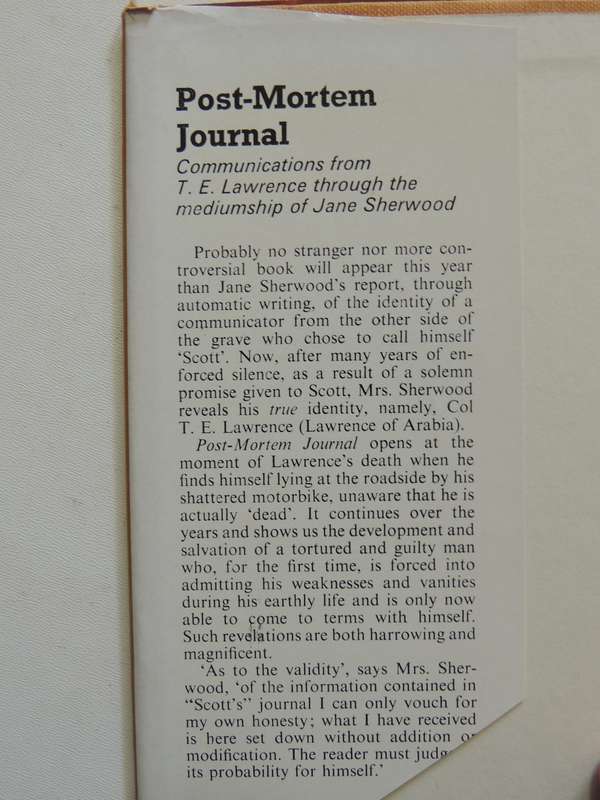 Post-Mortem
Journal
Communications from
T. E. Lawrence through the
mediumship of Jane Sherwood
Probably no stranger nor more con-
troversial book will appear this year
than Jane Sherwood's report, through
automatic writing, of the identity of a
communicator from the other side of
the grave who chose to call himself
'Scott'. Now, after many years of en-
forced silence, as a result of a solemn
promise given to Scott, Mrs. Sherwood
reveals his true identity, namely, Col
T. E. Lawrence (Lawrence of Arabia).
Post-Mortem Journal opens at the
moment of Lawrence's death when he
finds himself lying at the roadside by his
shattered motorbike, unaware that he is
actually 'dead'. It continues over the
years and shows us the development and
salvation of a tortured and guilty man
who, for the first time, is forced into
admitting his weaknesses and vanities
during his earthly life and is only now
able to come to terms with himself.
Such revelations are both harrowing and
magnificent.
'As to the validity', says Mrs. Sher-
wood, 'of the information contained in
"Scott's" journal I can only vouch for
my own honesty; what I have received
is here set down without addition or
modification. The reader must judge
its probability for himself.'